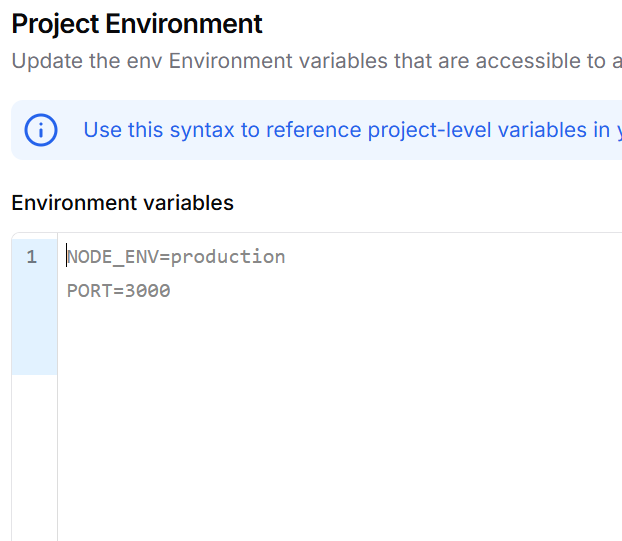 Project Environment
Update the env Environment variables that are accessible to a
Use this syntax to reference project-level variables in
Environment variables
1 NODE_ENV=production
PORT=3000